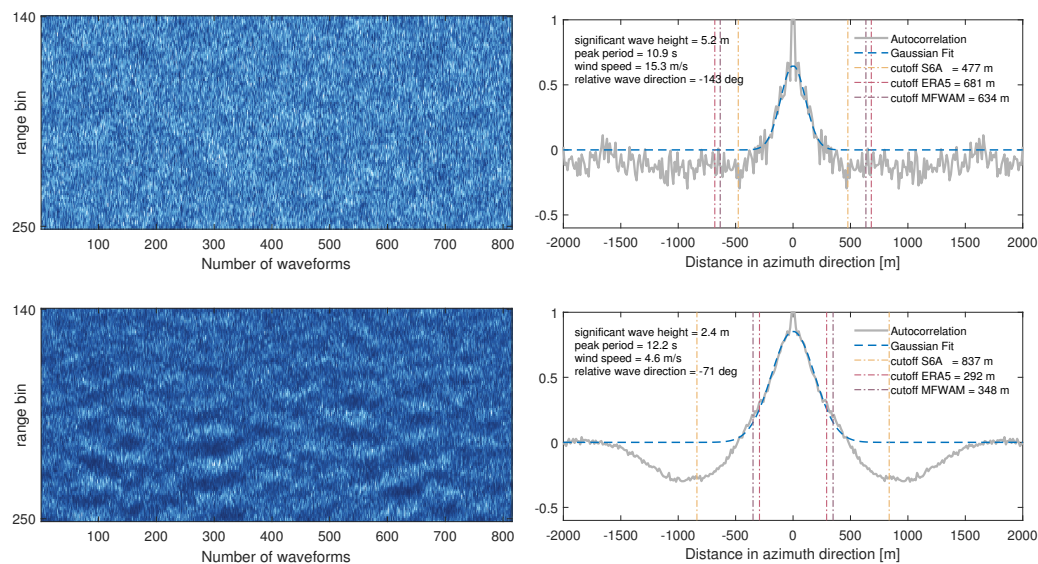 140
250
range bin
100 200 300 400 500 600 700 800
Number of waveforms
1
0.5
0
-0.5
significant wave height = 5.2 m
peak period = 10.9 s
wind speed = 15.3 m/s
relative wave direction = -143 deg
Autocorrelation
Gaussian Fit
cutoff S6A = 477 m
cutoff ERA5 = 681 m
cutoff MFWAM = 634 m
-2000 -1500 -1000 -500 0 500 1000 1500 2000
Distance in azimuth direction [m]
140
250
range bin
100 200 300 400 500 600 700 800
Number of waveforms
1
0.5
0
-0.5
significant wave height = 2.4 m
peak period = 12.2 s
wind speed = 4.6 m/s
relative wave direction = -71 deg
Autocorrelation
Gaussian Fit
cutoff S6A = 837 m
cutoff ERA5 = 292 m
cutoff MFWAM = 348 m
-2000 -1500 -1000 -500 0 500 1000 1500 2000
Distance in azimuth direction [m]